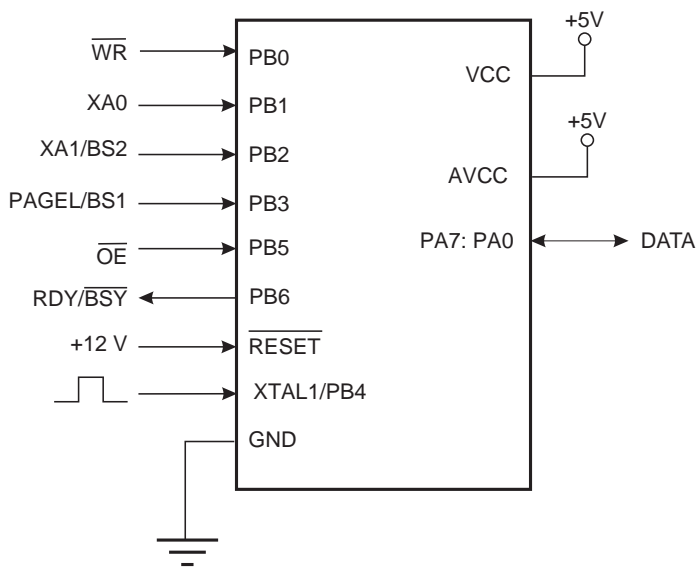 +5V
WR PB0
VCC
XA0 PB1
+5V
XA1/BS2 PB2
AVCC
PAGEL/BS1 PB3
OE PB5 PA7: PA0 DATA
RDY/BSY PB6
+12 V RESET
XTAL1/PB4
GND